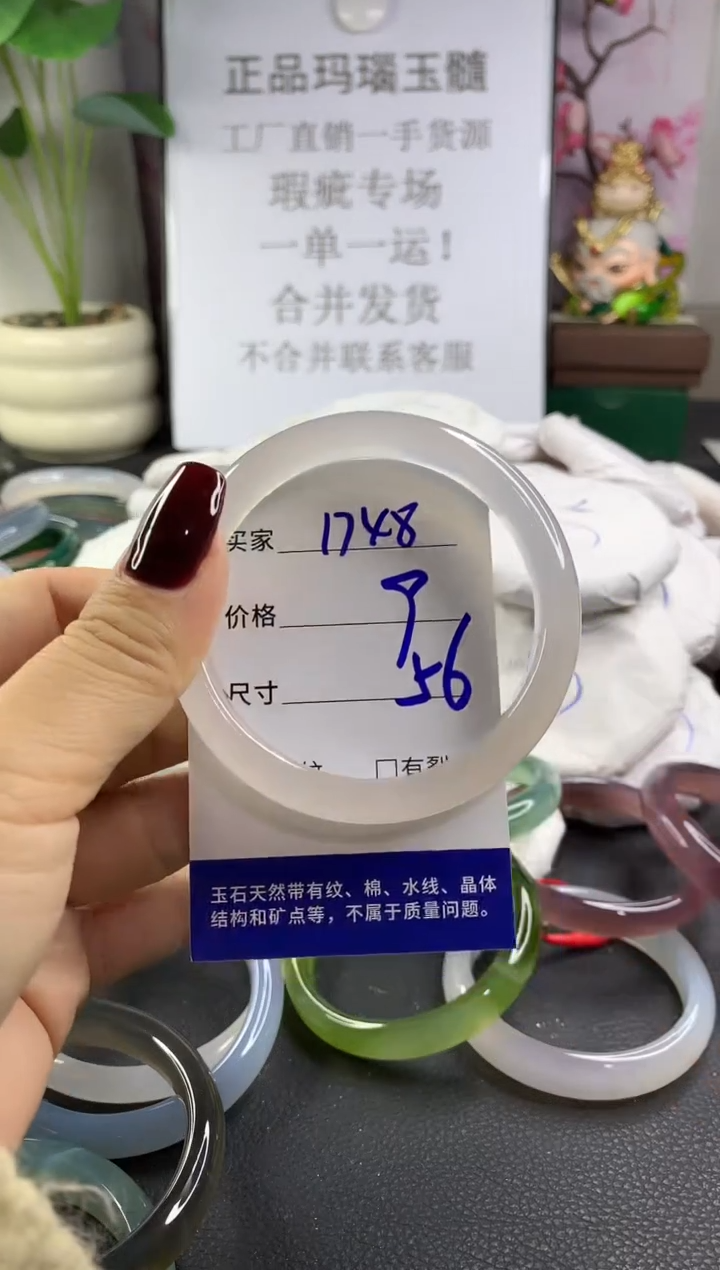 正品玛瑙玉髓
工厂直销一手货源
瑕疵专场
一单一运！
合并发货
不合并联系客服
买家 1748
价格
尺寸 56
纹 □有裂
玉石天然带有纹、棉、水线、晶体
结构和矿点等，不属于质量问题。